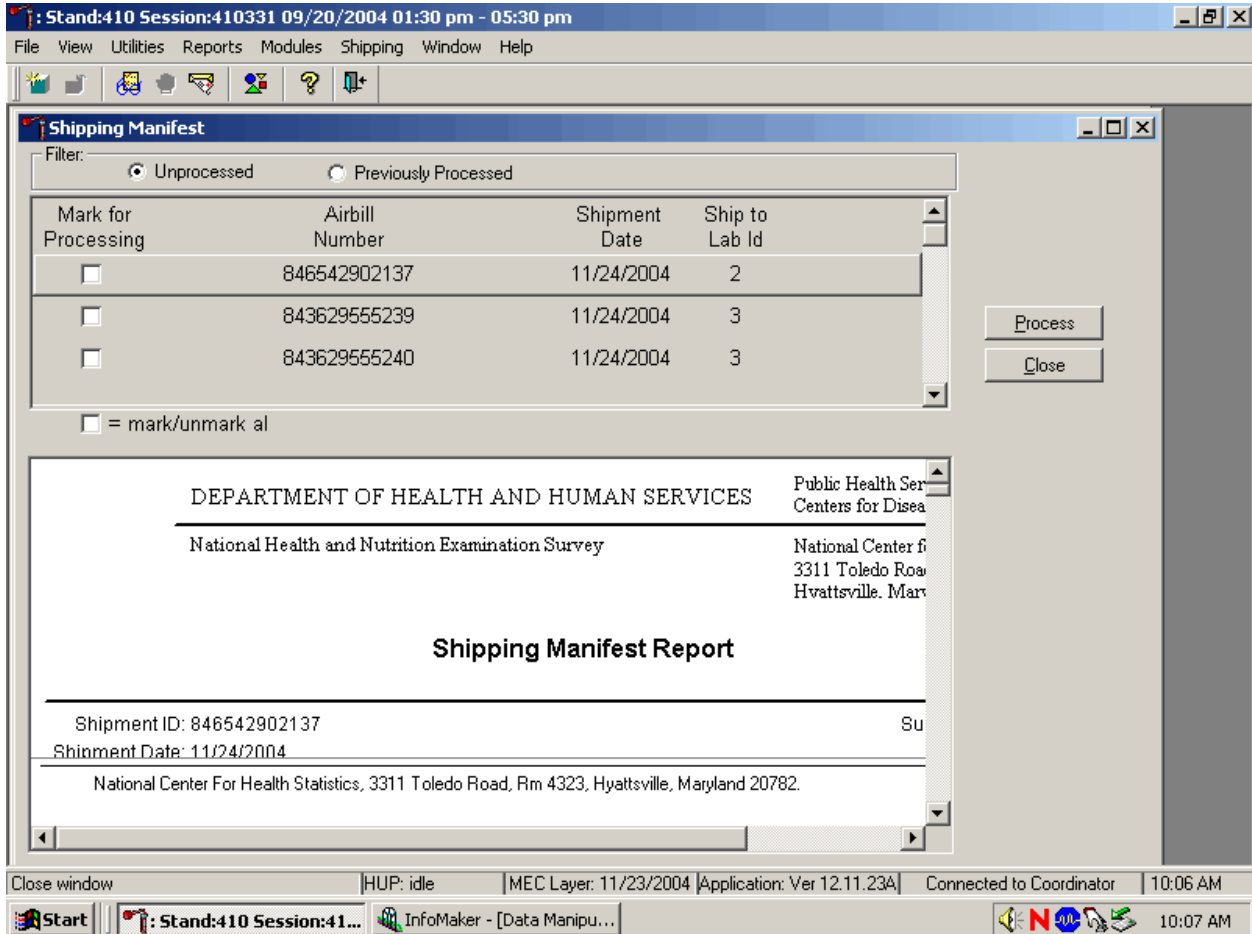 : Stand:410 Session:410331 09/20/2004 01:30 pm - 05:30 pm
File View Utilities Reports Modules Shipping Window Help
Shipping Manifest
Filter:
Unprocessed Previously Processed
Mark for Processing Airbill Number Shipment Date Ship to Lab Id
846542902137 11/24/2004 2
843629555239 11/24/2004 3
843629555240 11/24/2004 3
Process
Close
= mark/unmark al
DEPARTMENT OF HEALTH AND HUMAN SERVICES
Public Health Ser
Centers for Disea
National Health and Nutrition Examination Survey
National Center f
3311 Toledo Roa
Hyattsville, Mary
Shipping Manifest Report
Shipment ID: 846542902137 Su
Shipment Date: 11/24/2004
National Center For Health Statistics, 3311 Toledo Road, Rm 4323, Hyattsville, Maryland 20782.
Close window HUP: idle MEC Layer: 11/23/2004 Application: Ver 12.11.23A Connected to Coordinator 10:06 AM
Start : Stand:410 Session:41... InfoMaker - [Data Manipu... N 10:07 AM